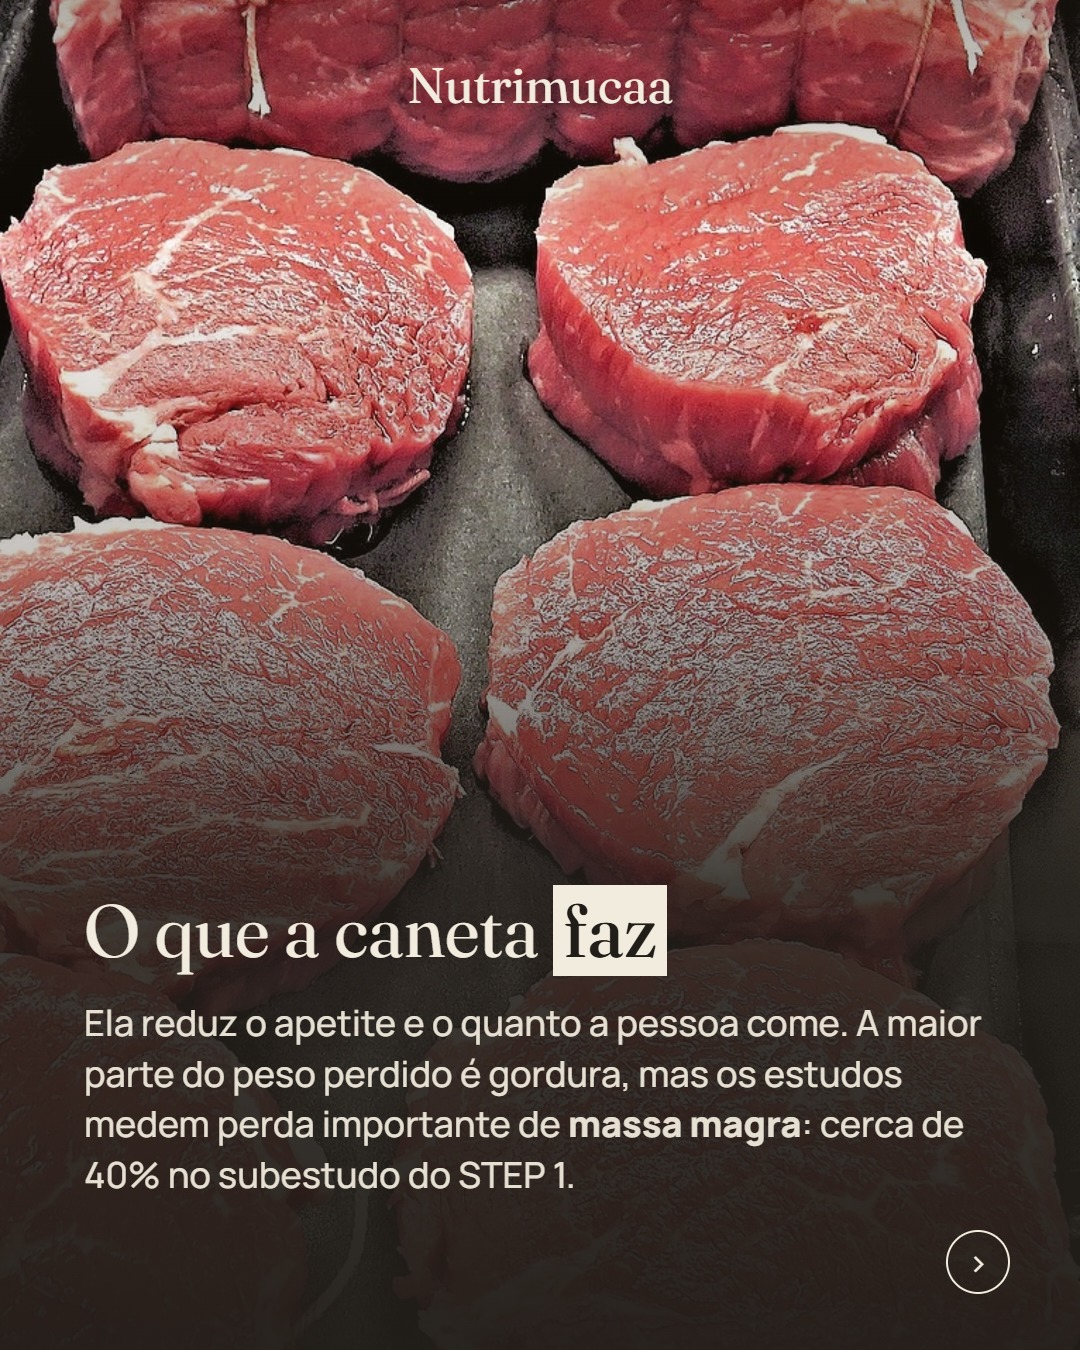 Nutrimucaa
O que a caneta faz
Ela reduz o apetite e o quanto a pessoa come. A maior
parte do peso perdido é gordura, mas os estudos
medem perda importante de massa magra: cerca de
40% no subestudo do STEP 1.